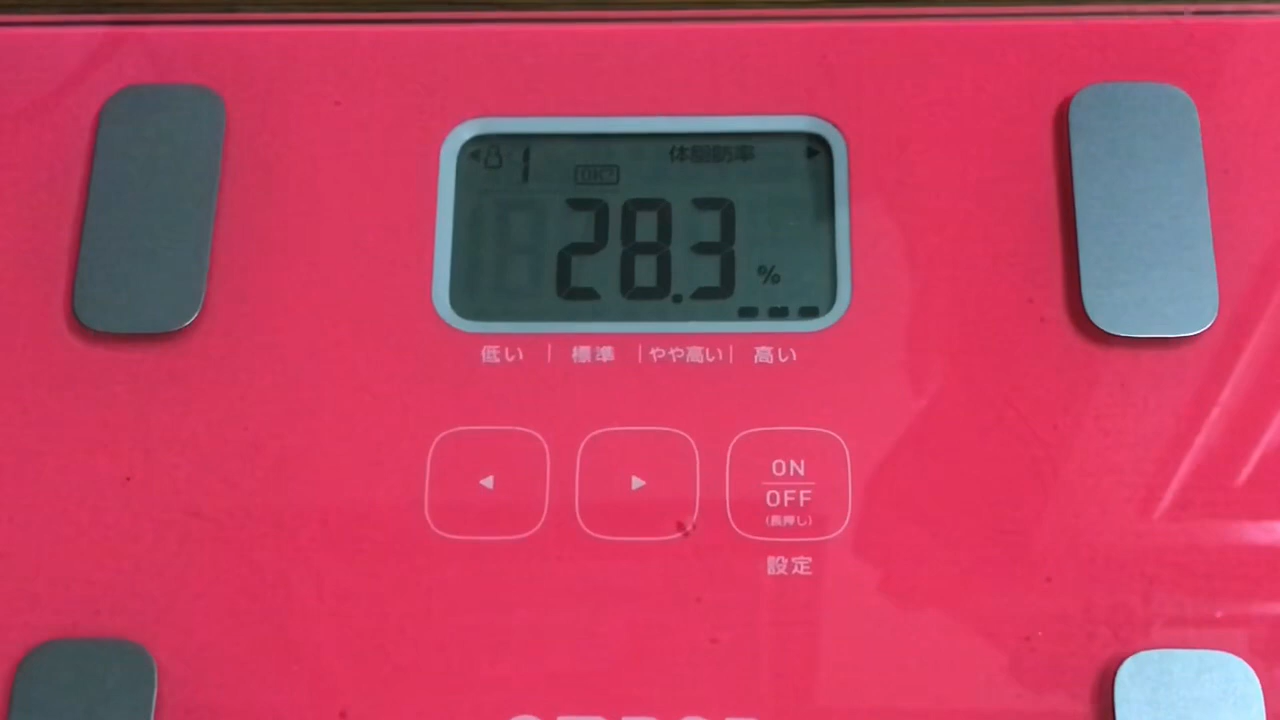 1 体脂肪率
OK?
28.3 %
低い | 標準 | やや高い | 高い
ON
OFF
(長押し)
設定
OMRON